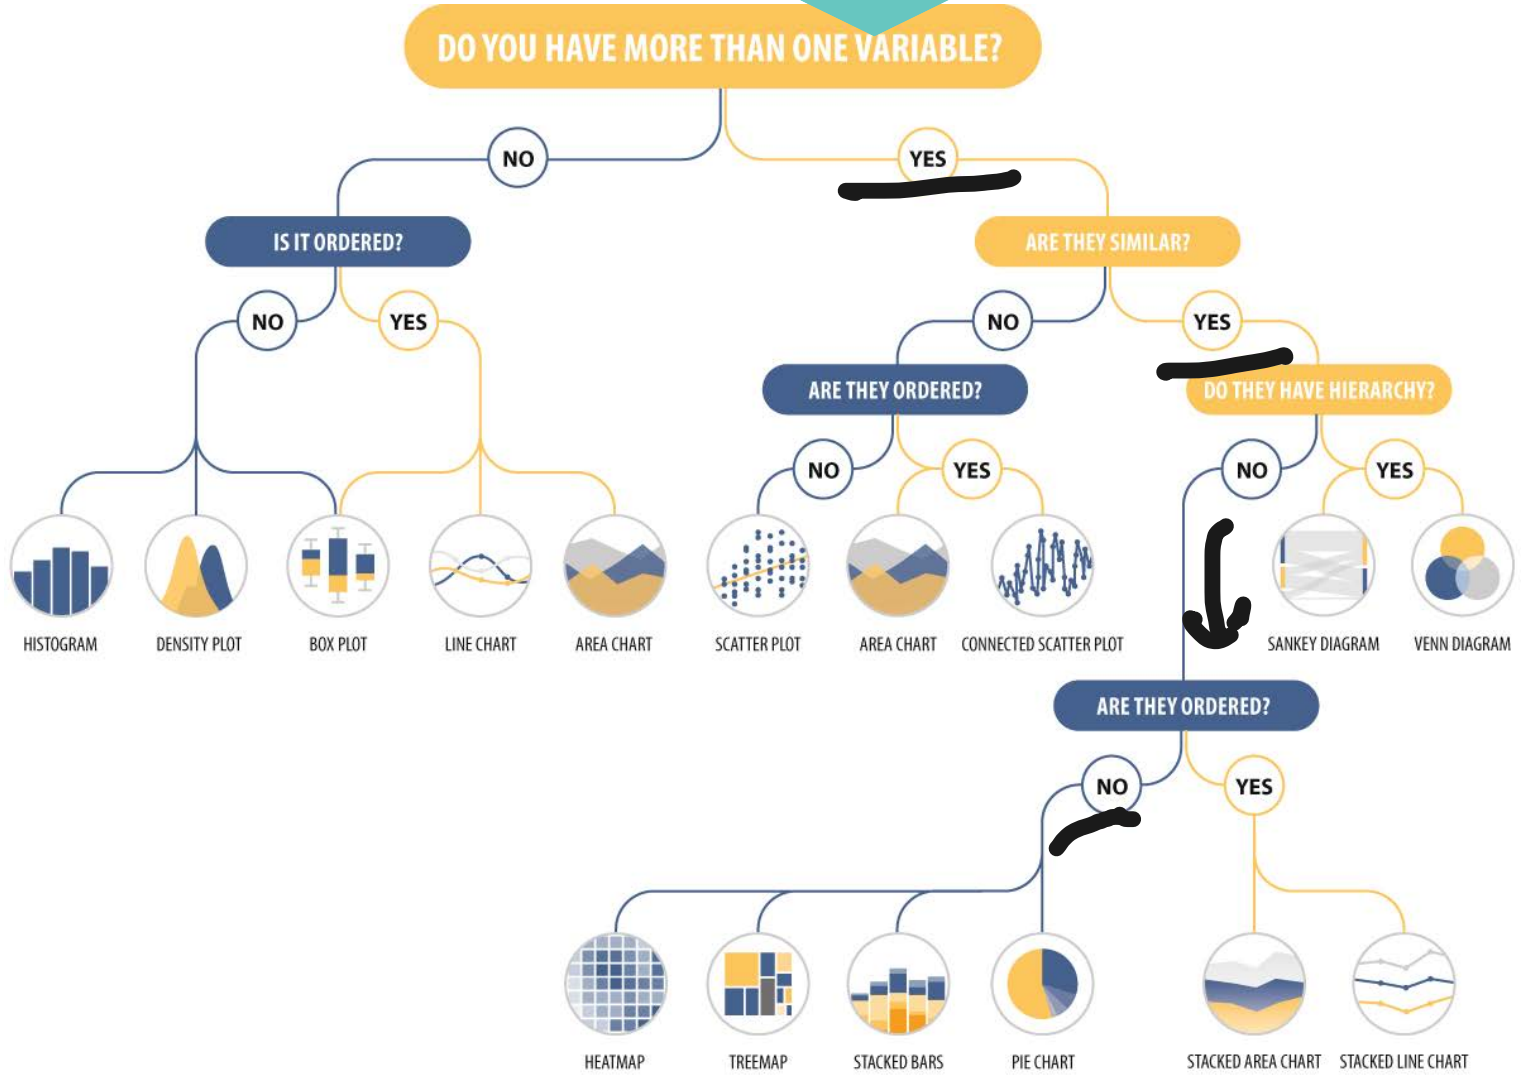 DO YOU HAVE MORE THAN ONE VARIABLE?
NO
YES
IS IT ORDERED?
ARE THEY SIMILAR?
NO
YES
NO
YES
ARE THEY ORDERED?
DO THEY HAVE HIERARCHY?
NO
YES
NO
YES
HISTOGRAM
DENSITY PLOT
BOX PLOT
LINE CHART
AREA CHART
SCATTER PLOT
AREA CHART
CONNECTED SCATTER PLOT
SANKEY DIAGRAM
VENN DIAGRAM
ARE THEY ORDERED?
NO
YES
HEATMAP
TREEMAP
STACKED BARS
PIE CHART
STACKED AREA CHART
STACKED LINE CHART